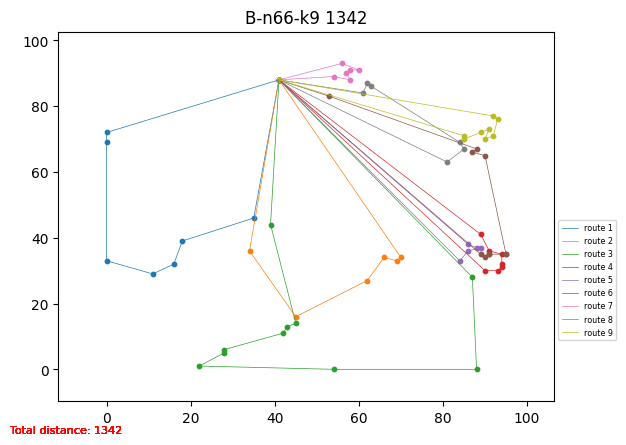 B-n66-k9 1342
100
80
60
40
20
0
0 20 40 60 80 100
route 1
route 2
route 3
route 4
route 5
route 6
route 7
route 8
route 9
Total distance: 1342